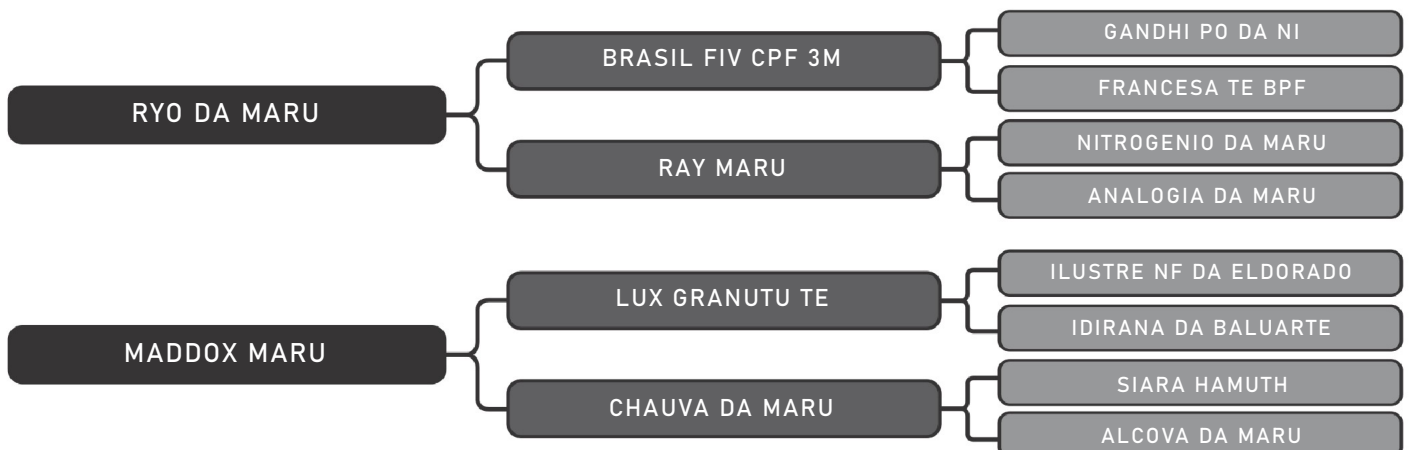 RYO DA MARU
BRASIL FIV CPF 3M
GANDHI PO DA NI
FRANCESA TE BPF
RAY MARU
NITROGENIO DA MARU
ANALOGIA DA MARU
MADDOX MARU
LUX GRANUTU TE
ILUSTRE NF DA ELDORADO
IDIRANA DA BALUARTE
CHAUVA DA MARU
SIARA HAMUTH
ALCOVA DA MARU